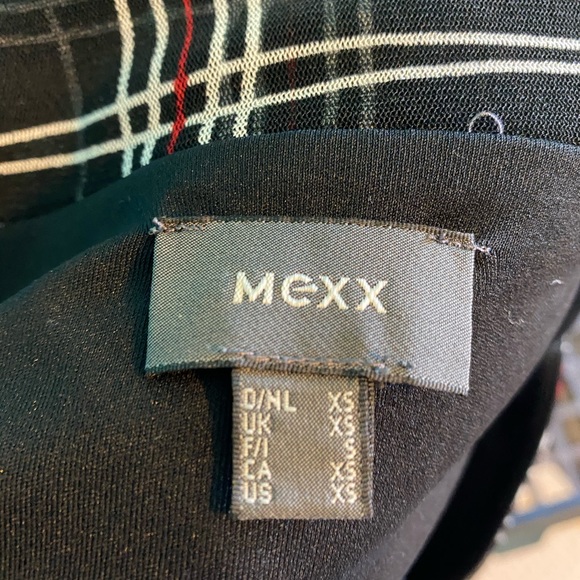 Mexx
D/NL XS
UK XS
F/I S
CA XS
US XS